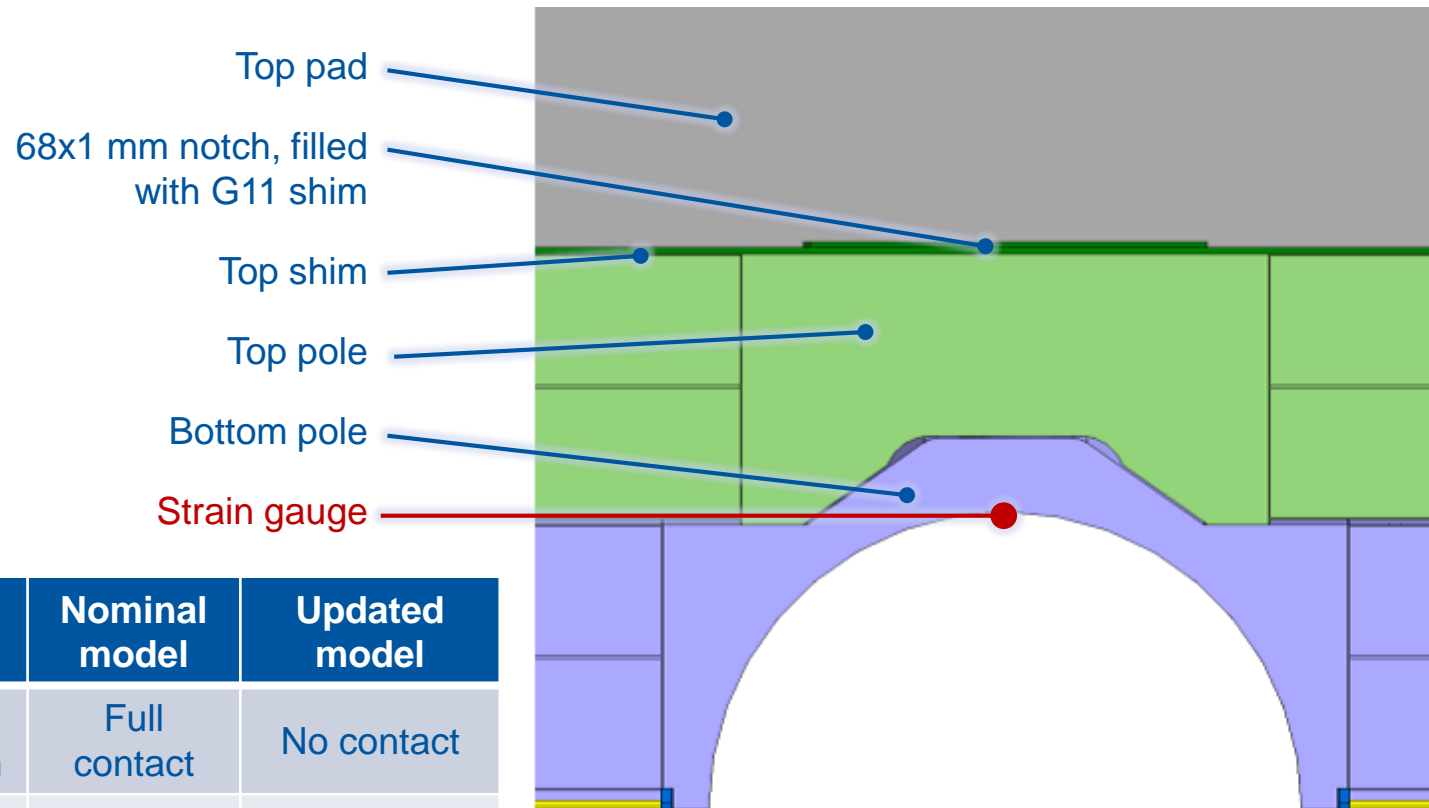 Top pad
68x1 mm notch, filled
with G11 shim
Top shim
Top pole
Bottom pole
Strain gauge
Nominal
model
Updated
model
Full
contact
No contact